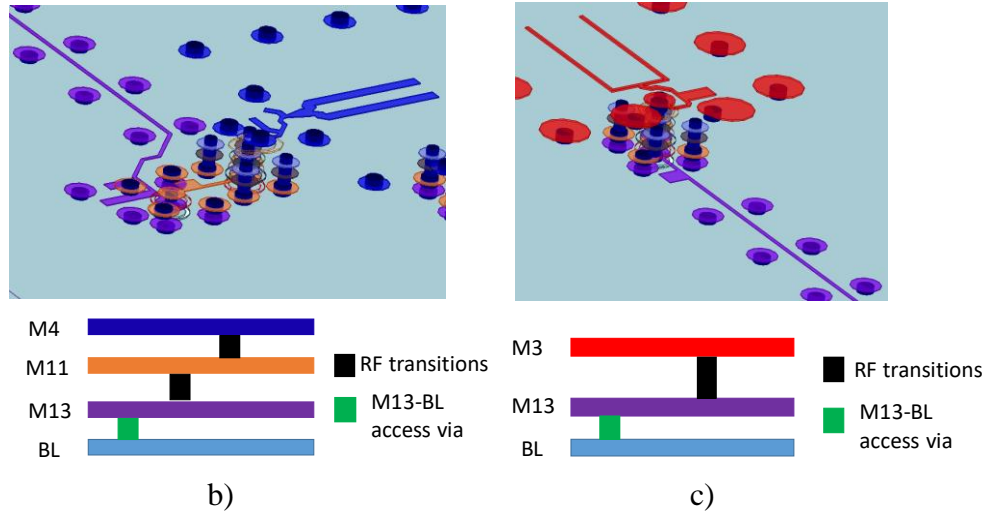 M4
M11
M13
BL
RF transitions
M13-BL
access via
b)
M3
M13
BL
RF transitions
M13-BL
access via
c)